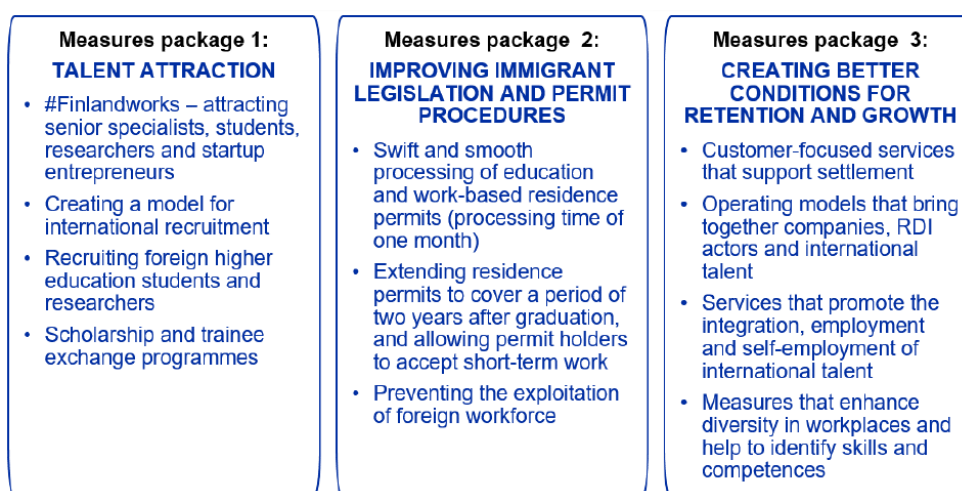 Measures package 1:
TALENT ATTRACTION
• #Finlandworks – attracting
senior specialists, students,
researchers and startup
entrepreneurs
• Creating a model for
international recruitment
• Recruiting foreign higher
education students and
researchers
• Scholarship and trainee
exchange programmes
Measures package 2:
IMPROVING IMMIGRANT
LEGISLATION AND PERMIT
PROCEDURES
• Swift and smooth
processing of education
and work-based residence
permits (processing time of
one month)
• Extending residence
permits to cover a period of
two years after graduation,
and allowing permit holders
to accept short-term work
• Preventing the exploitation
of foreign workforce
Measures package 3:
CREATING BETTER
CONDITIONS FOR
RETENTION AND GROWTH
• Customer-focused services
that support settlement
• Operating models that bring
together companies, RDI
actors and international
talent
• Services that promote the
integration, employment
and self-employment of
international talent
• Measures that enhance
diversity in workplaces and
help to identify skills and
competences